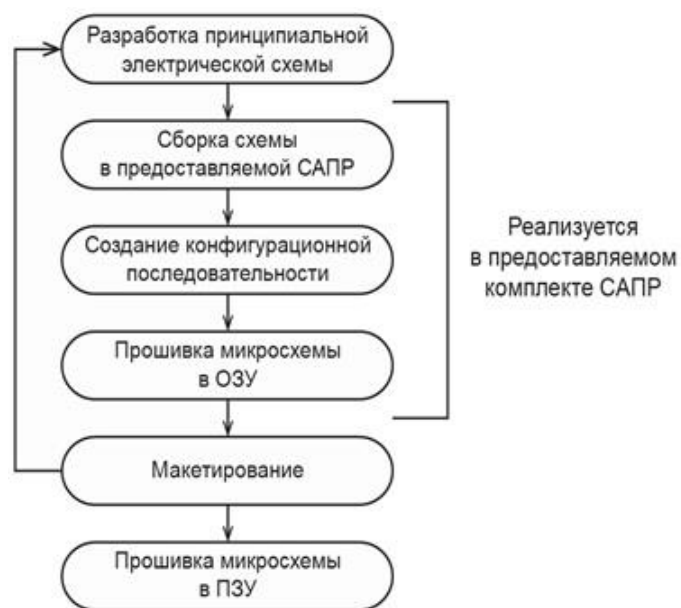 Разработка принципиальной
электрической схемы
Сборка схемы
в предоставляемой САПР
Создание конфигурационной
последовательности
Прошивка микросхемы
в ОЗУ
Макетирование
Прошивка микросхемы
в ПЗУ
Реализуется
в предоставляемом
комплекте САПР